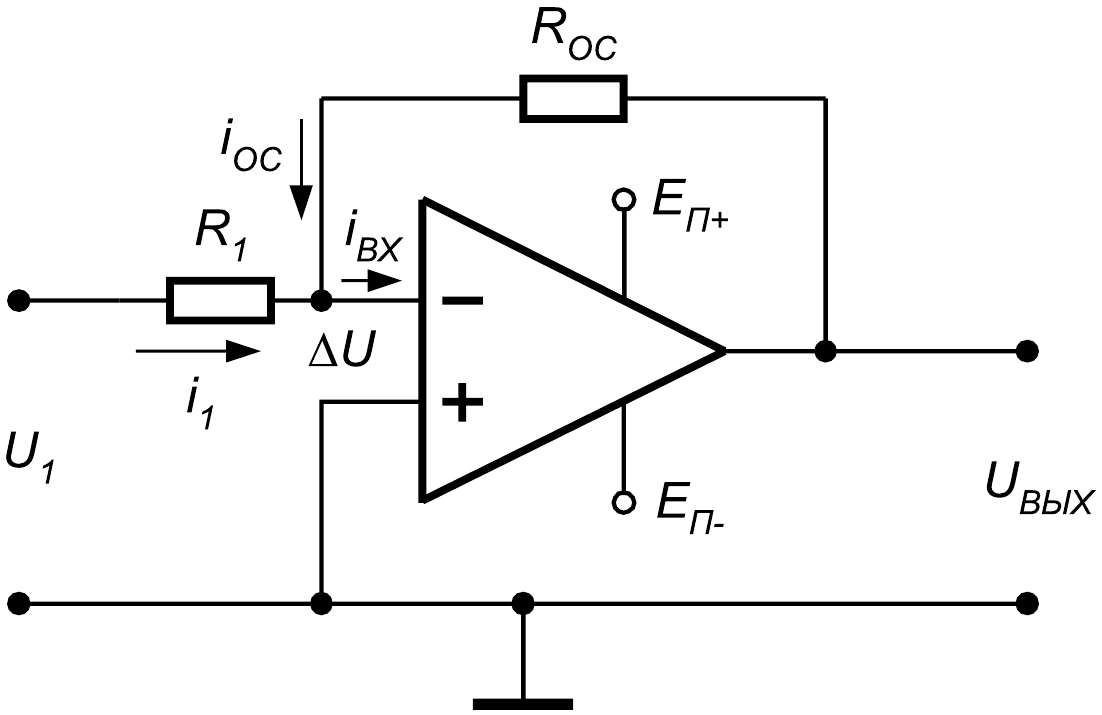 R_ОС
i_ОС
E_П+
R_1
i_ВХ
−
ΔU
+
i_1
U_1
U_ВЫХ
E_П-